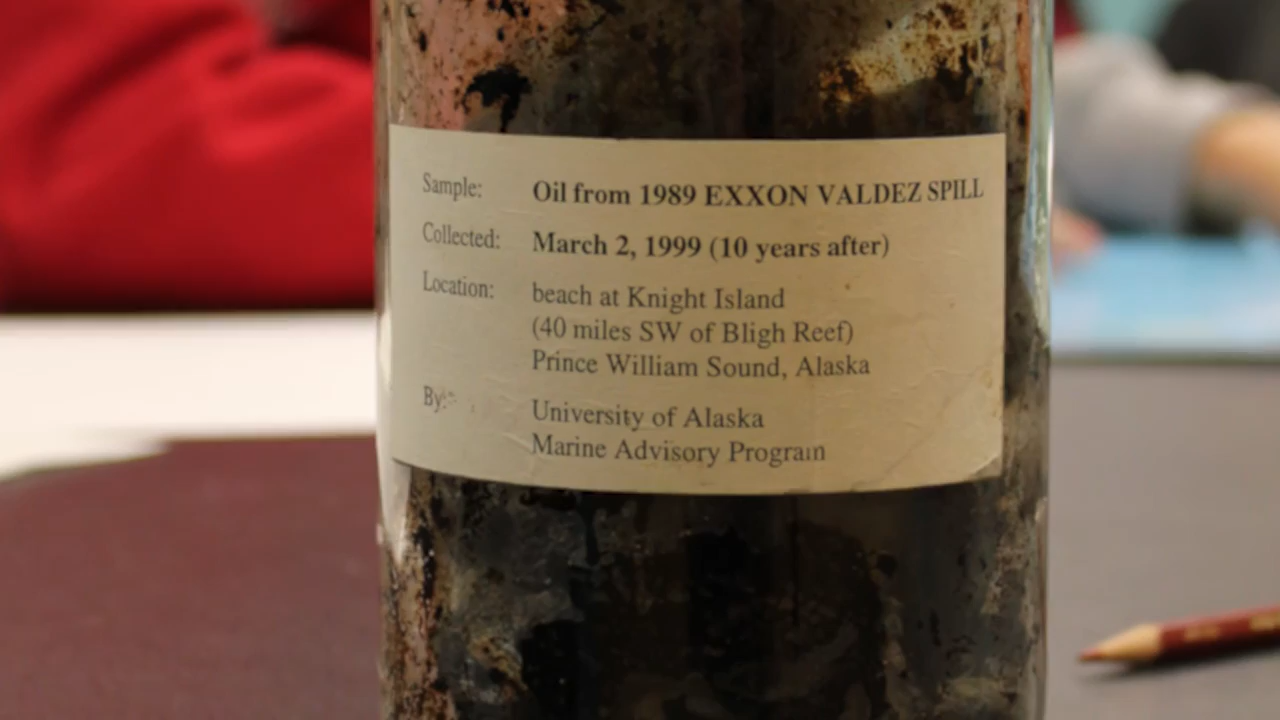 Sample: Oil from 1989 EXXON VALDEZ SPILL
Collected: March 2, 1999 (10 years after)
Location: beach at Knight Island
(40 miles SW of Bligh Reef)
Prince William Sound, Alaska
By: University of Alaska
Marine Advisory Program